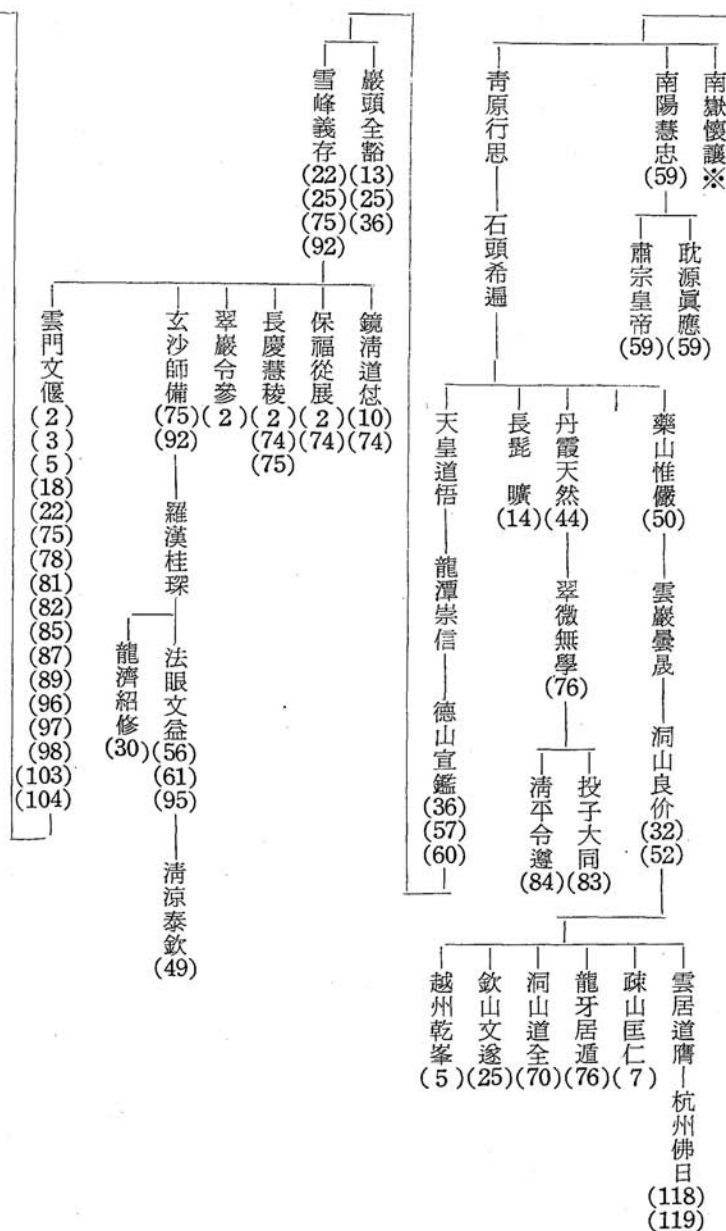 南嶽懷讓※
南陽慧忠(59)
耽源眞應(59)
肅宗皇帝(59)
靑原行思
石頭希遍
藥山惟儼(50)
雲巖曇晟
洞山良价(32)(52)
雲居道膺
杭州佛日(118)(119)
疎山匡仁(7)
龍牙居遁(76)
洞山道全(70)
欽山文邃(25)
越州乾峯(5)
丹霞天然(44)
翠微無學(76)
投子大同(83)
淸平令遵(84)
長髭 曠(14)
天皇道悟
龍潭崇信
德山宣鑑(36)(57)(60)
巖頭全豁(13)(25)(36)
雪峰義存(22)(25)(75)(92)
鏡淸道怤(10)(74)
保福從展(2)(74)
長慶慧稜(2)(74)(75)
翠巖令參(2)
玄沙師備(75)(92)
羅漢桂琛
法眼文益(56)(61)(95)
淸涼泰欽(49)
龍濟紹修(30)
雲門文偃(2)(3)(5)(18)(22)(75)(78)(81)(82)(85)(87)(89)(96)(97)(98)(103)(104)